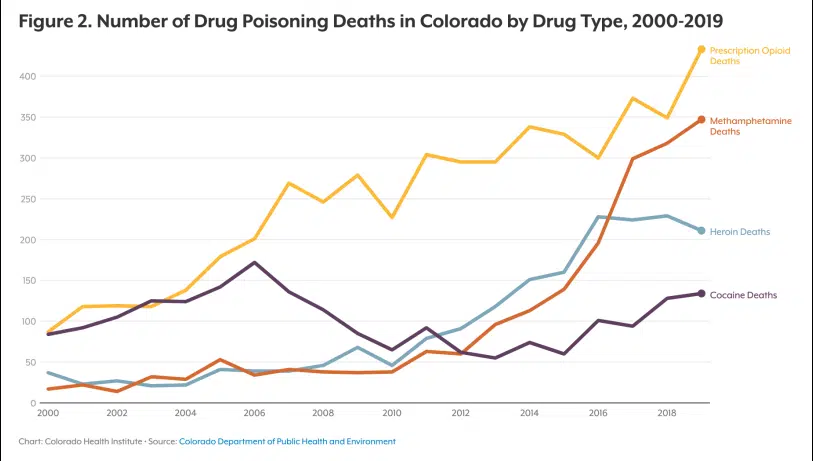 Figure 2. Number of Drug Poisoning Deaths in Colorado by Drug Type, 2000-2019
Prescription Opioid
Deaths
400
350
Methamphetamine
Deaths
300
250
200
Heroin Deaths
150
Cocaine Deaths
100
50
0
2000 2002 2004 2006 2008 2010 2012 2014 2016 2018
Chart: Colorado Health Institute • Source: Colorado Department of Public Health and Environment